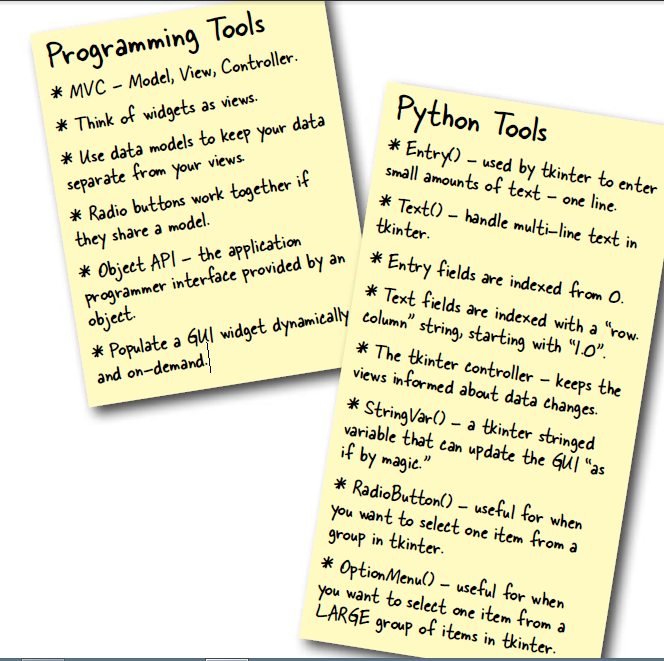 Programming Tools
* MVC – Model, View, Controller.
* Think of widgets as views.
* Use data models to keep your data
separate from your views.
* Radio buttons work together if
they share a model.
* Object API – the application
programmer interface provided by an
object.
* Populate a GUI widget dynamically
and on-demand.
Python Tools
* Entry() – used by tkinter to enter
small amounts of text – one line.
* Text() – handle multi-line text in
tkinter.
* Entry fields are indexed from 0.
* Text fields are indexed with a "row.
column" string, starting with "1.0".
* The tkinter controller – keeps the
views informed about data changes.
* StringVar() – a tkinter stringed
variable that can update the GUI "as
if by magic."
* RadioButton() – useful for when
you want to select one item from a
group in tkinter.
* OptionMenu() – useful for when
you want to select one item from a
LARGE group of items in tkinter.